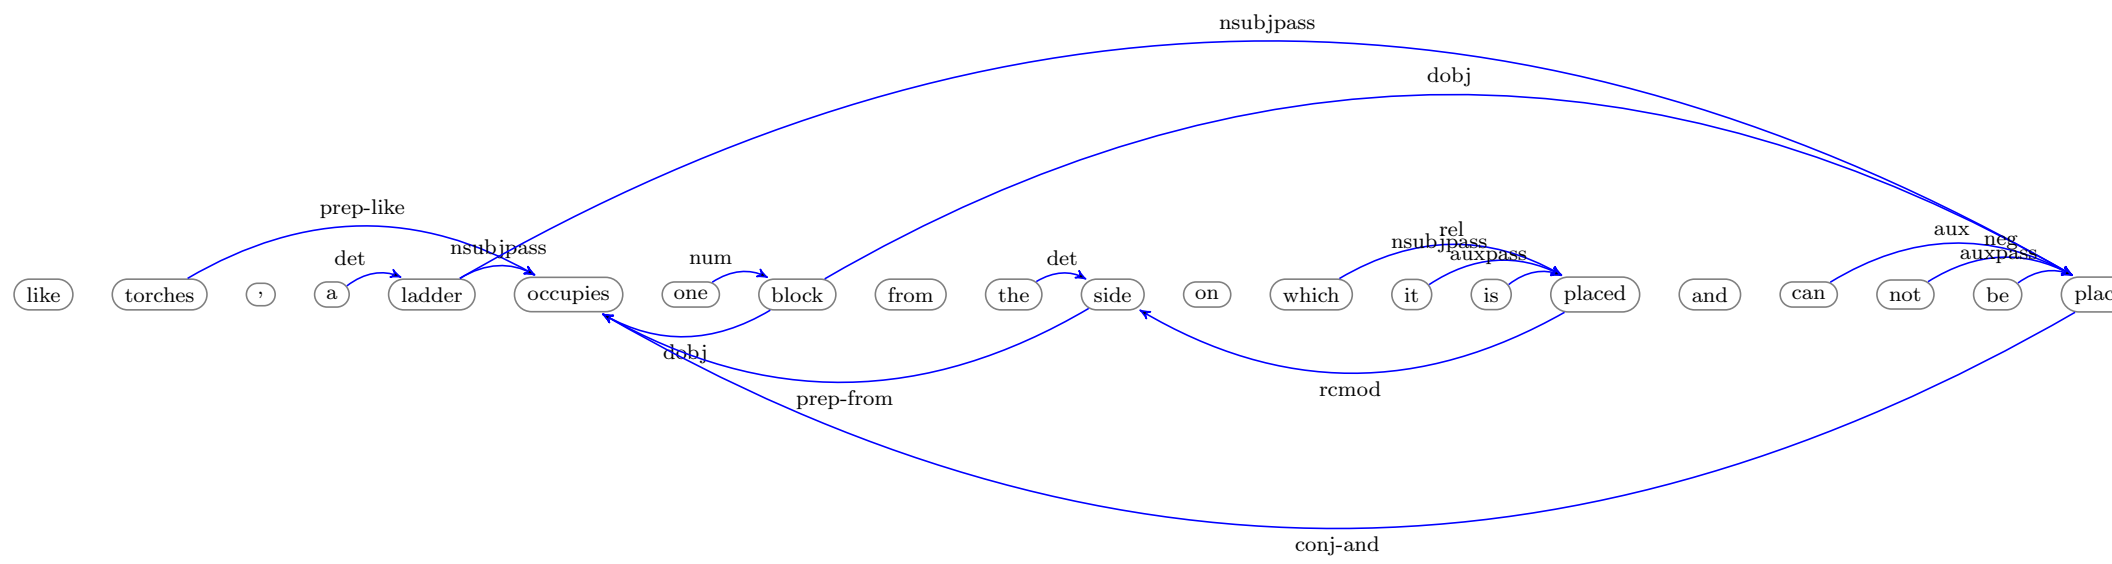 nsubjpass
dobj
prep-like
rel
aux
nsubjpass
nsubjpass
neg
det
num
det
auxpass
auxpass
like torches , a ladder occupies one block from the side on which it is placed and can not be plac
dobj
rcmod
prep-from
conj-and